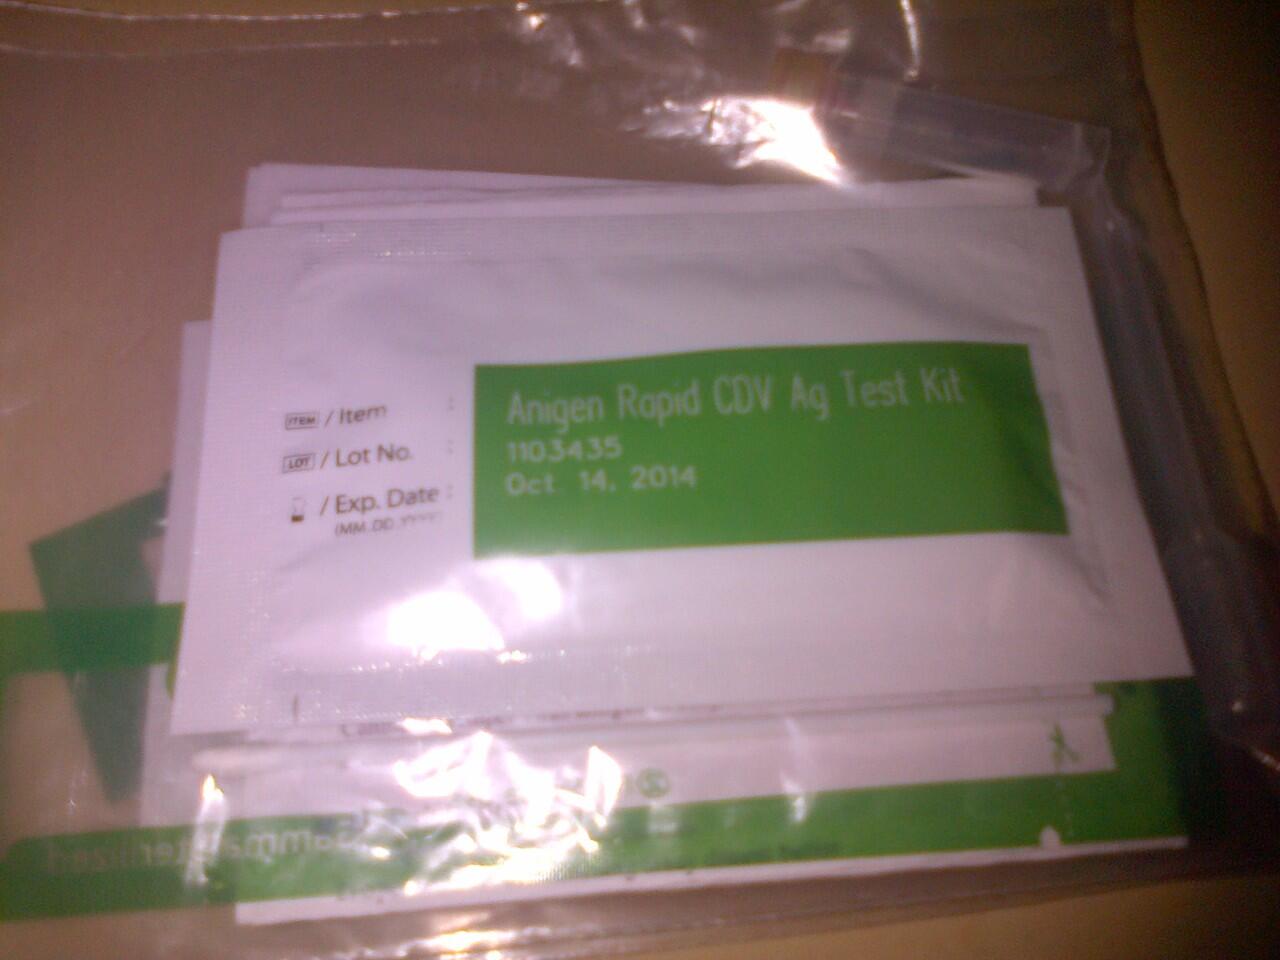 ITEM / Item :
Anigen Rapid CDV Ag Test Kit
LOT / Lot No. :
1103435
/ Exp. Date :
Oct. 14, 2014
(MM.DD.YYYY)